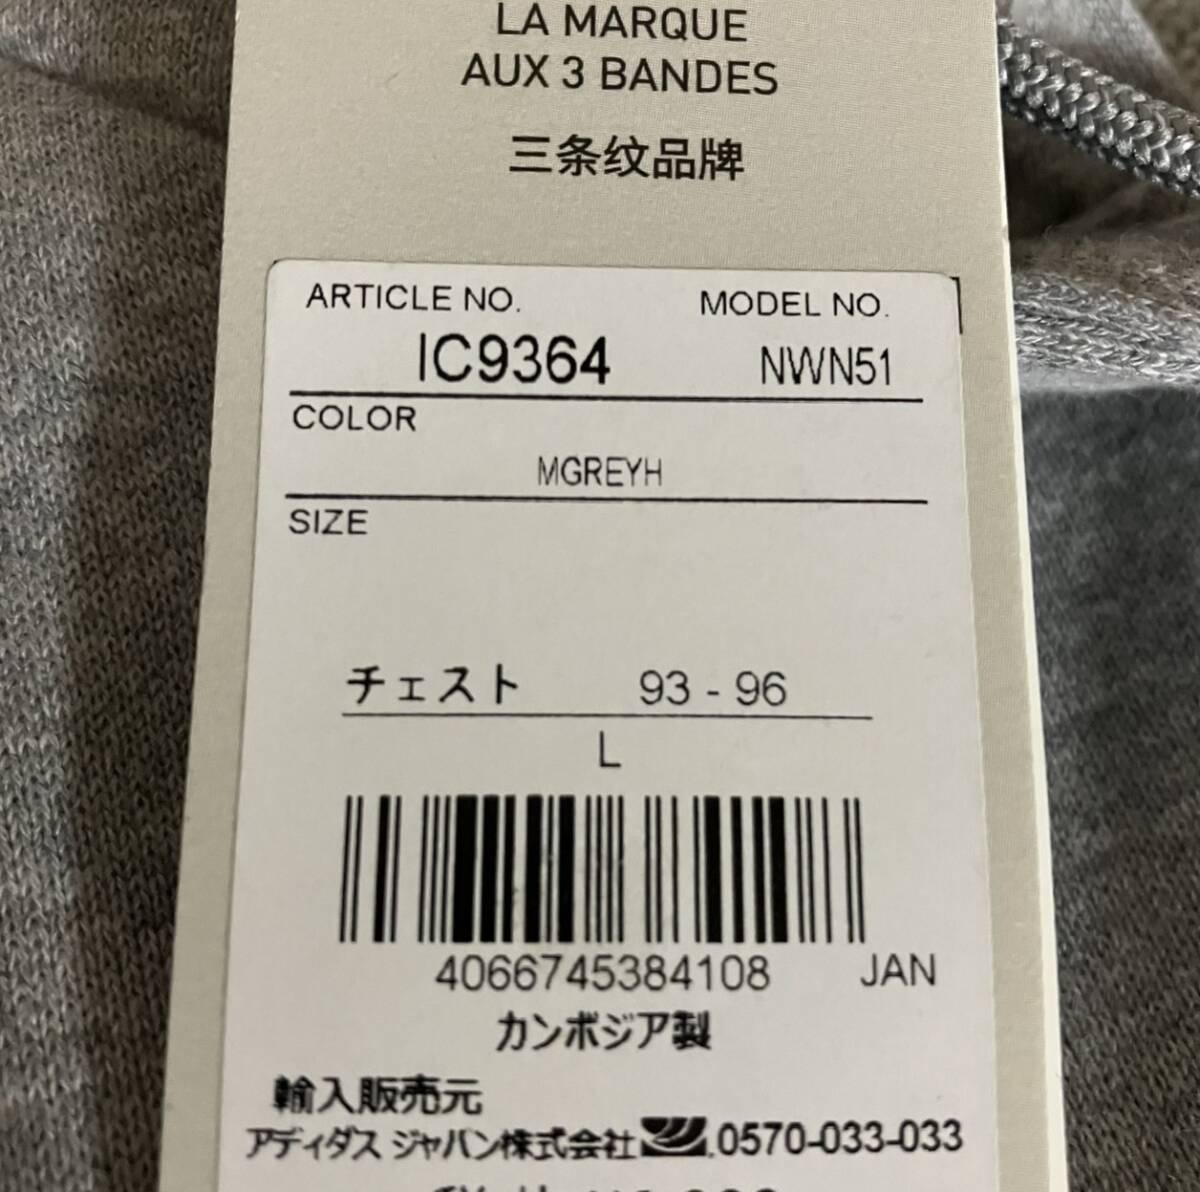 LA MARQUE
AUX 3 BANDES
三条纹品牌
ARTICLE NO. MODEL NO.
IC9364 NWN51
COLOR
MGREYH
SIZE
チェスト 93 - 96
L
4066745384108 JAN
カンボジア製
輸入販売元
アディダス ジャパン株式会社 .0570-033-033